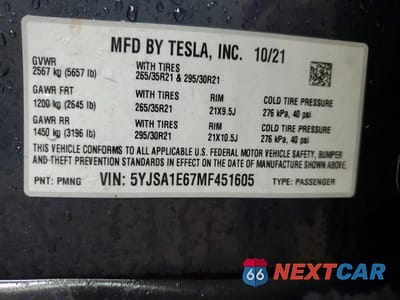 MFD BY TESLA, INC. 10/21
GVWR
2567 kg (5657 lb)
WITH TIRES
265/35R21 & 295/30R21
GAWR FRT
1200 kg (2645 lb)
WITH TIRES
265/35R21
RIM
21X9.5J
COLD TIRE PRESSURE
276 kPa, 40 psi
GAWR RR
1450 kg (3196 lb)
WITH TIRES
295/30R21
RIM
21X10.5J
COLD TIRE PRESSURE
276 kPa, 40 psi
THIS VEHICLE CONFORMS TO ALL APPLICABLE FEDERAL MOTOR VEHICLE SAFETY, BUMPER
AND THEFT PREVENTION STANDARDS IN EFFECT ON THE DATE OF MANUFACTURE SHOWN ABOVE.
PNT: PMNG VIN: 5YJSA1E67MF451605 TYPE: PASSENGER
66 NEXTCAR